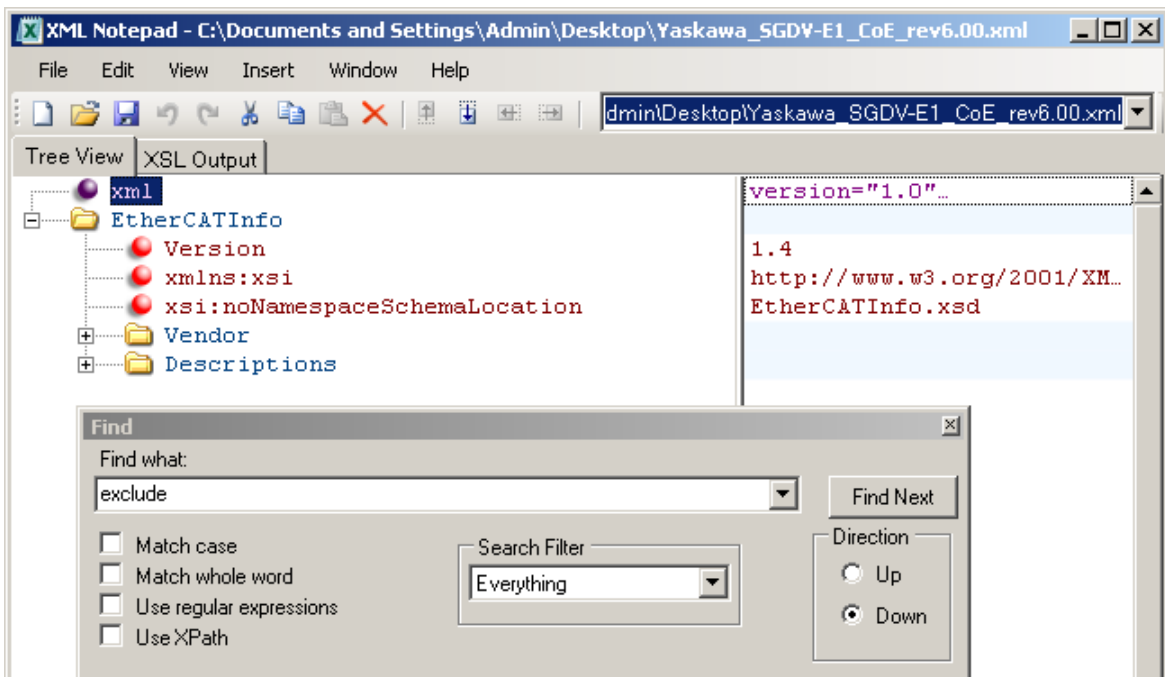 XML Notepad - C:\Documents and Settings\Admin\Desktop\Yaskawa_SGDV-E1_CoE_rev6.00.xml
File Edit View Insert Window Help
dmin\Desktop\Yaskawa_SGDV-E1_CoE_rev6.00.xml
Tree View XSL Output
xml version="1.0"…
EtherCATInfo
Version 1.4
xmlns:xsi http://www.w3.org/2001/XM…
xsi:noNamespaceSchemaLocation EtherCATInfo.xsd
Vendor
Descriptions
Find
Find what:
exclude
Find Next
Match case
Match whole word
Use regular expressions
Use XPath
Search Filter
Everything
Direction
Up
Down